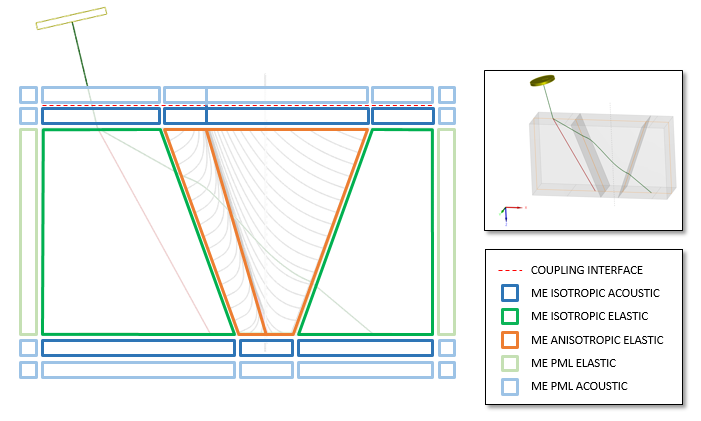 COUPLING INTERFACE
ME ISOTROPIC ACOUSTIC
ME ISOTROPIC ELASTIC
ME ANISOTROPIC ELASTIC
ME PML ELASTIC
ME PML ACOUSTIC